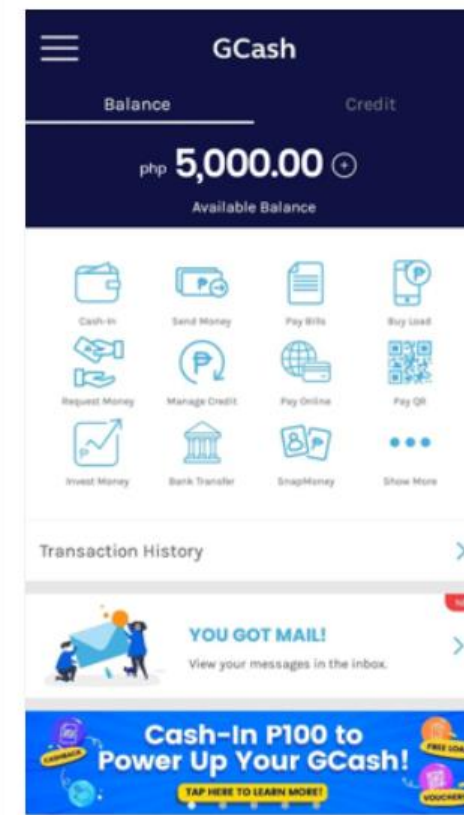 GCash
Balance Credit
php 5,000.00
Available Balance
Cash-In Send Money Pay Bills Buy Load
Request Money Manage Credit Pay Online Pay QR
Invest Money Bank Transfer SnapMoney Show More
Transaction History
YOU GOT MAIL!
View your messages in the inbox.
Cash-In P100 to
Power Up Your GCash!
TAP HERE TO LEARN MORE!
CASHBACK
VOUCHERS